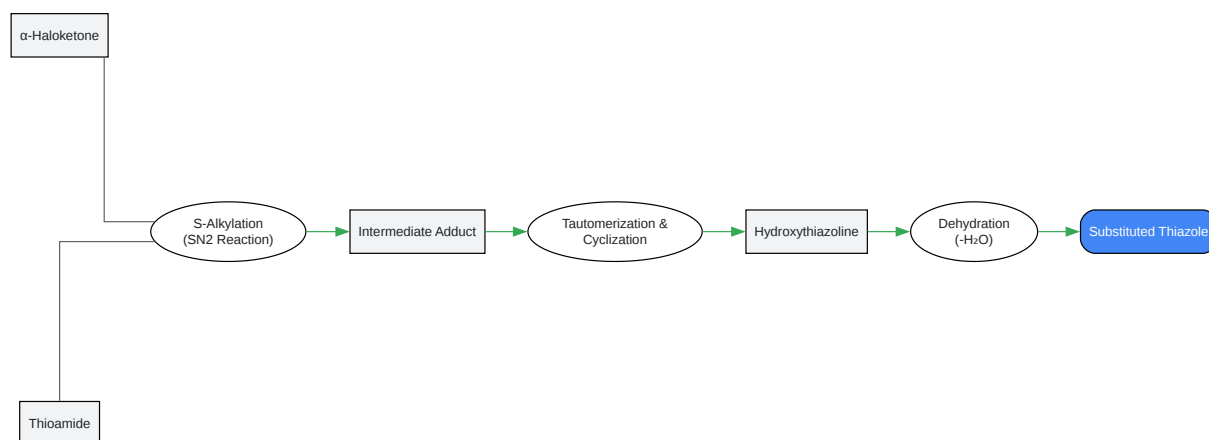 α-Haloketone
S-Alkylation
(SN2 Reaction)
Intermediate Adduct
Tautomerization &
Cyclization
Hydroxythiazoline
Dehydration
(-H₂O)
Substituted Thiazole
Thioamide